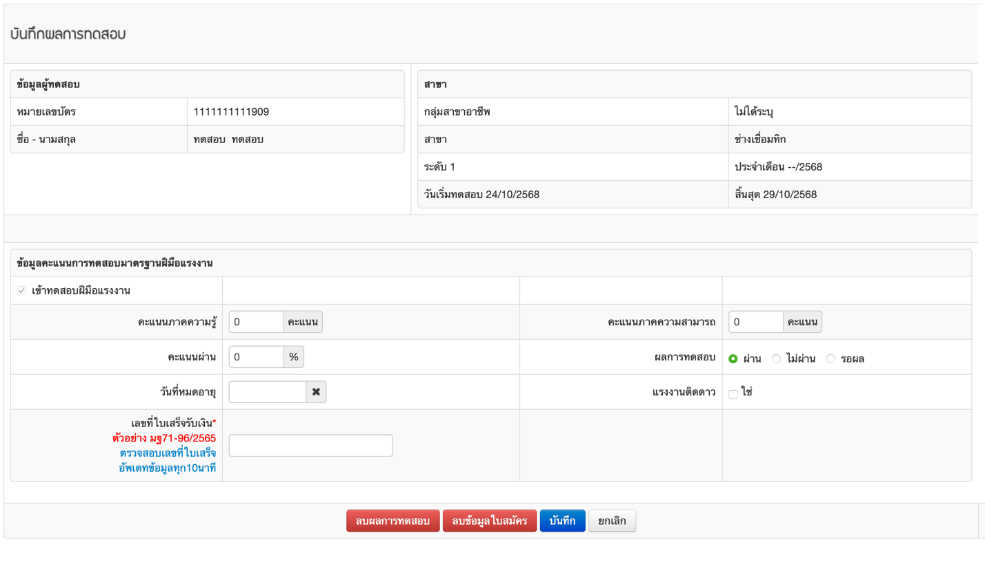 บันทึกผลการทดสอบ
ข้อมูลผู้ทดสอบ
หมายเลขบัตร 1111111111909
ชื่อ - นามสกุล ทดสอบ ทดสอบ
สาขา
กลุ่มสาขาอาชีพ ไม่ได้ระบุ
สาขา ช่างเชื่อมทิก
ระดับ 1 ประจำเดือน --/2568
วันเริ่มทดสอบ 24/10/2568 สิ้นสุด 29/10/2568
ข้อมูลคะแนนการทดสอบมาตรฐานฝีมือแรงงาน
เข้าทดสอบฝีมือแรงงาน
คะแนนภาคความรู้ 0 คะแนน คะแนนภาคความสามารถ 0 คะแนน
คะแนนผ่าน 0 % ผลการทดสอบ ผ่าน ไม่ผ่าน รอผล
วันที่หมดอายุ แรงงานติดดาว ใช่
เลขที่ใบเสร็จรับเงิน*
ตัวอย่าง มฐ71-96/2565
ตรวจสอบเลขที่ใบเสร็จ
อัพเดทข้อมูลทุก10นาที
ลบผลการทดสอบ ลบข้อมูลใบสมัคร บันทึก ยกเลิก